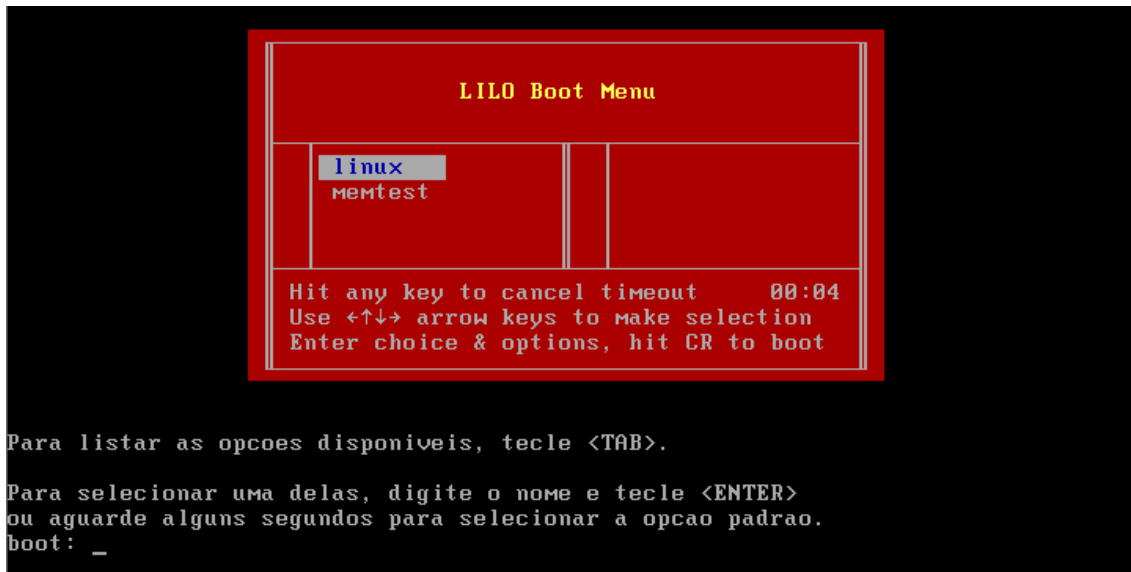 LILO Boot Menu
linux
memtest
Hit any key to cancel timeout 00:04
Use ←↑↓→ arrow keys to make selection
Enter choice & options, hit CR to boot
Para listar as opcoes disponiveis, tecle <TAB>.
Para selecionar uma delas, digite o nome e tecle <ENTER>
ou aguarde alguns segundos para selecionar a opcao padrao.
boot: _